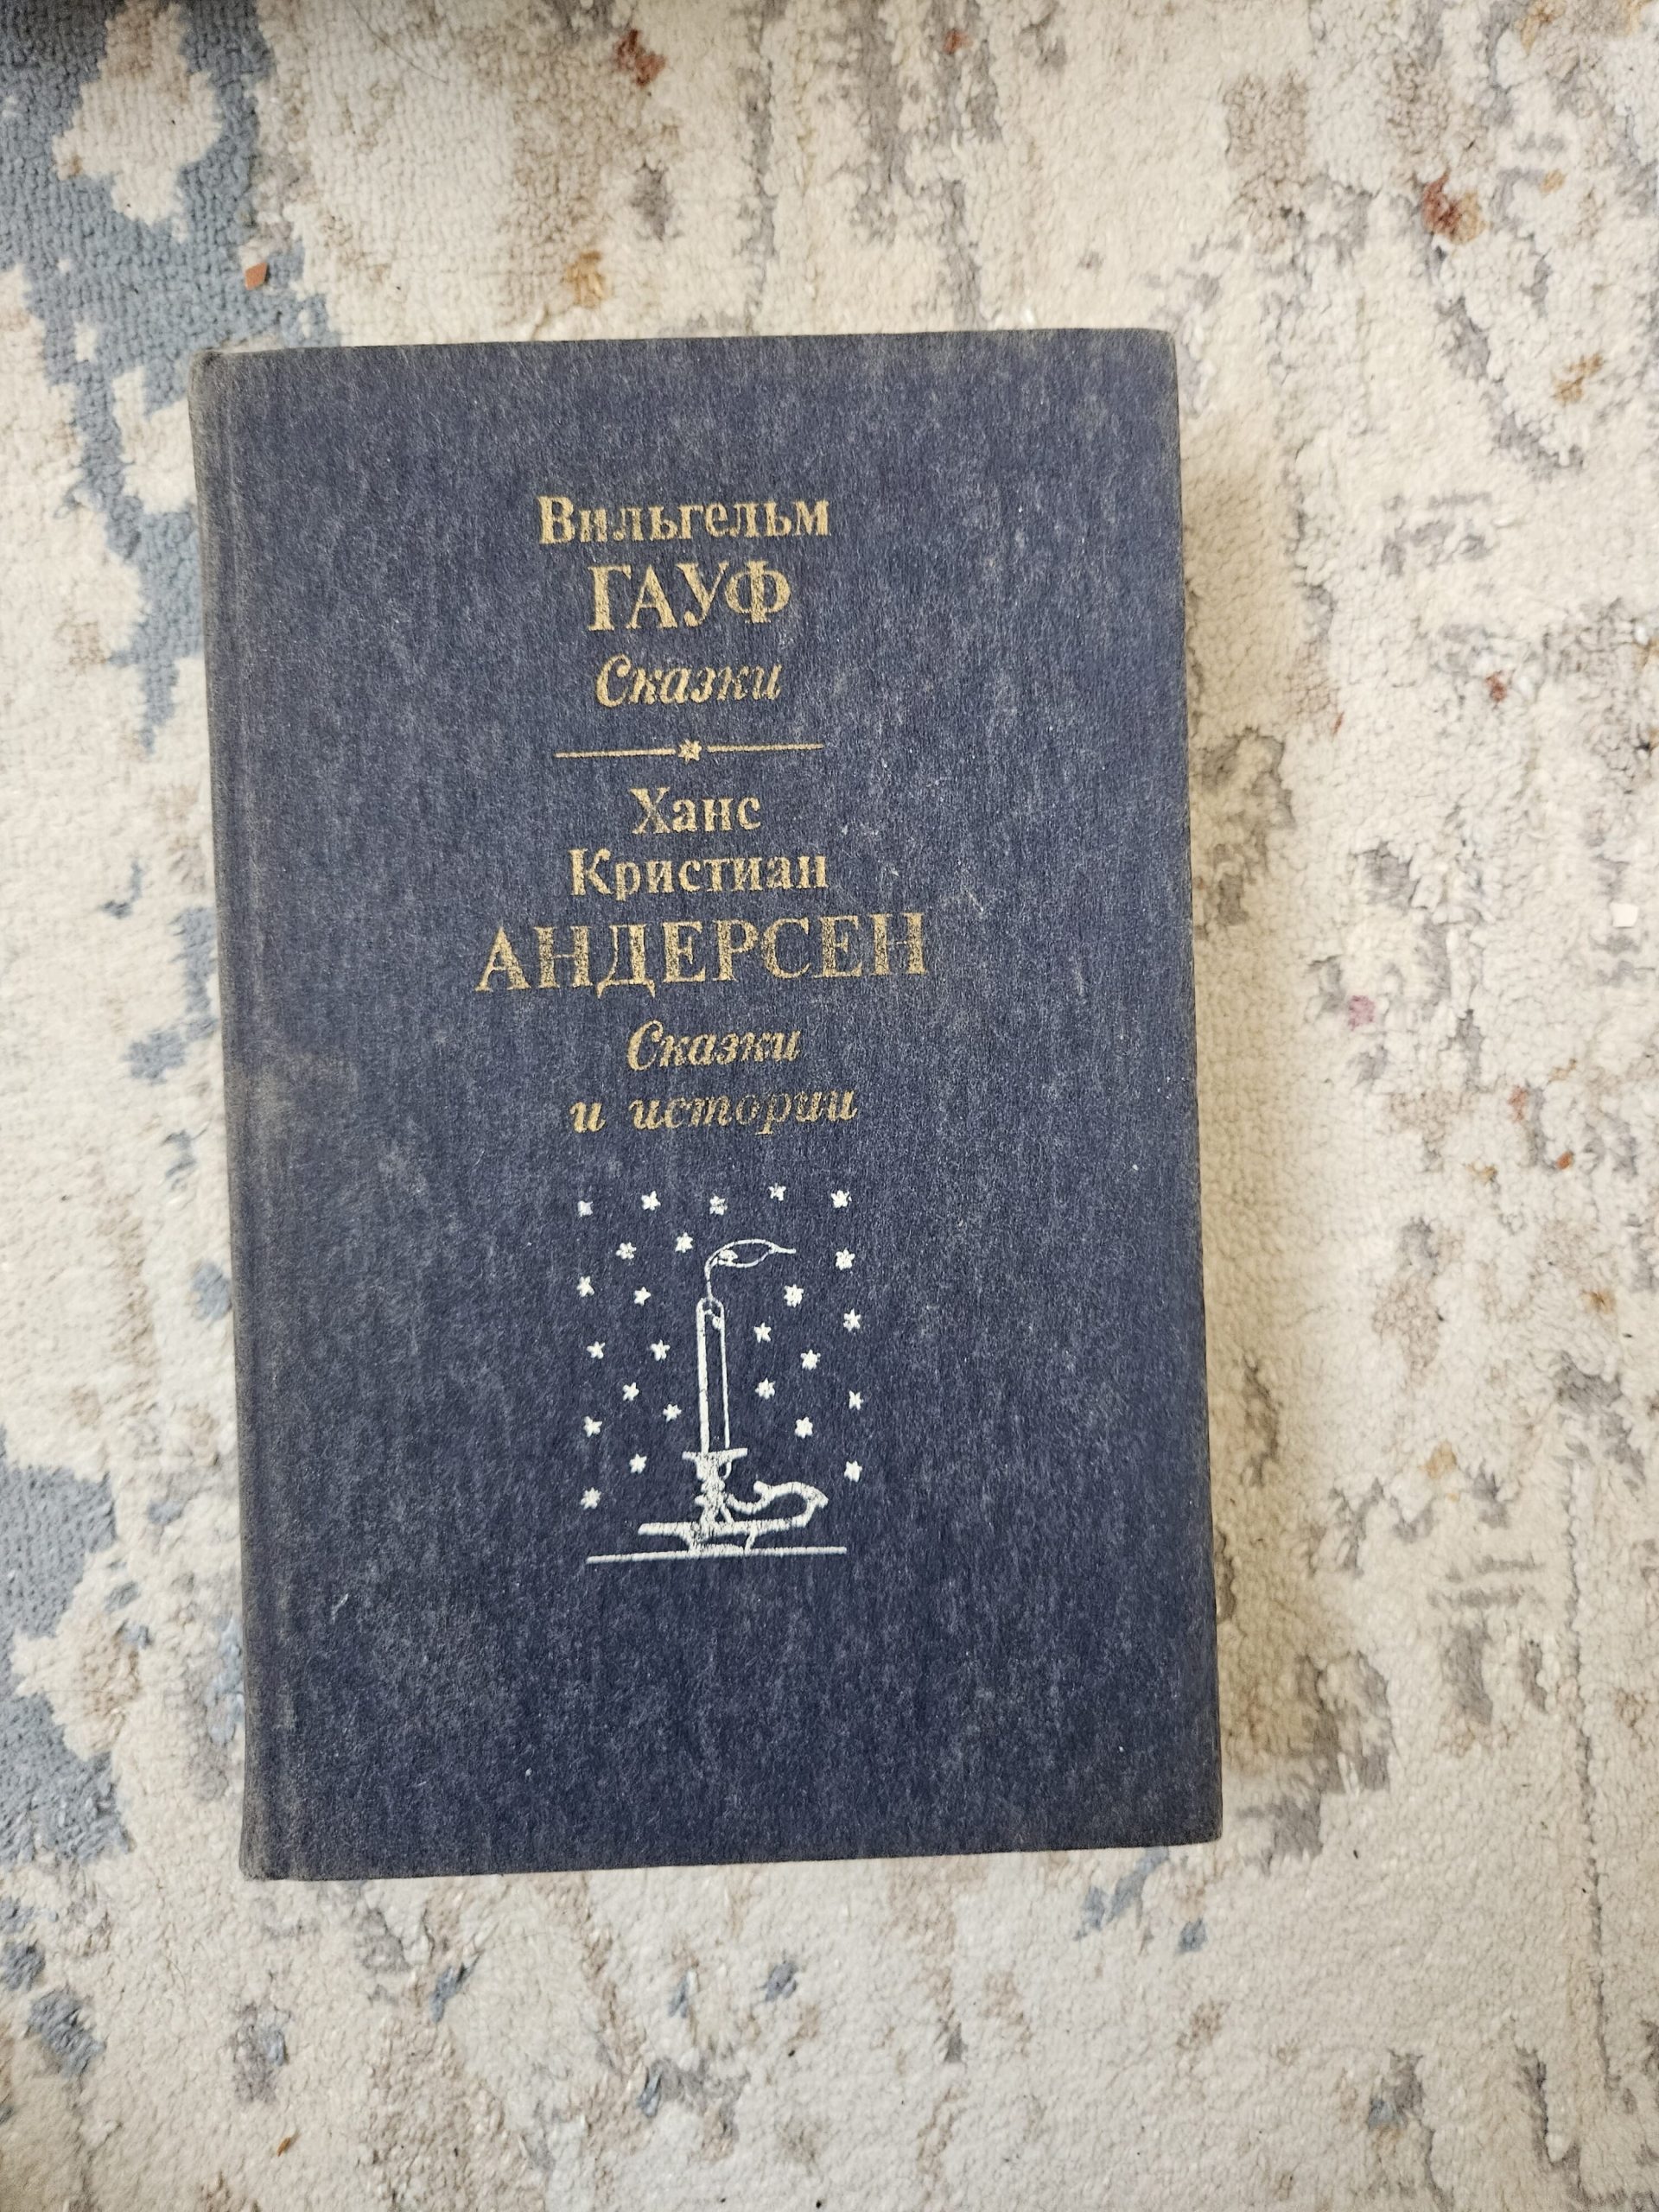 Вильгельм
ГАУФ
Сказки
Ханс
Кристиан
АНДЕРСЕН
Сказки
и истории